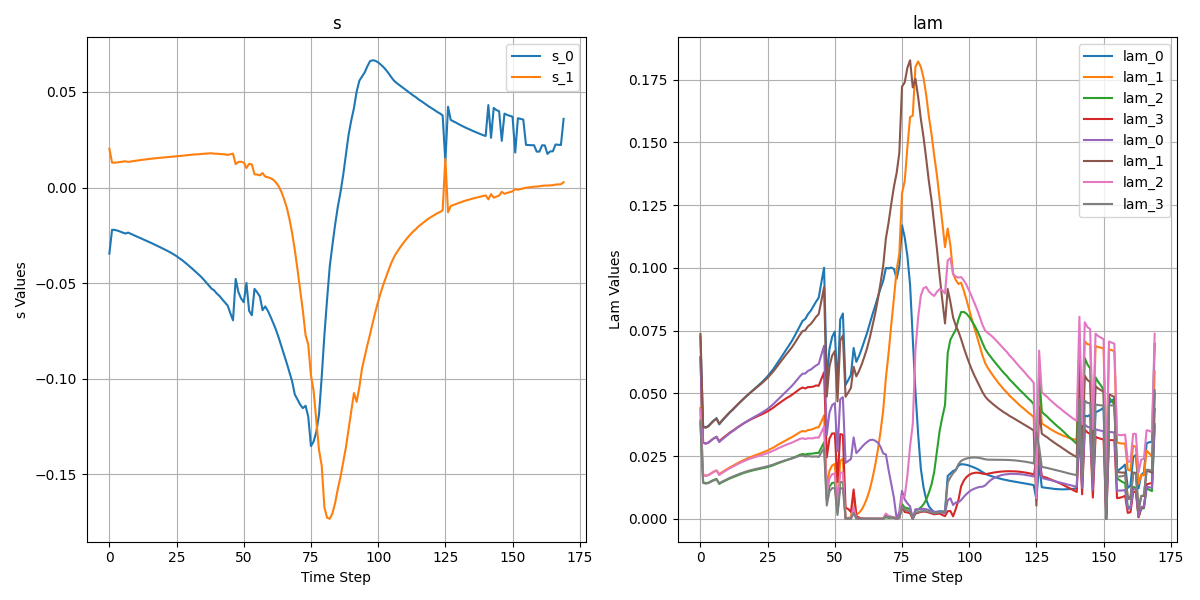 s
s_0
s_1
0.05
0.00
−0.05
−0.10
−0.15
s Values
0
25
50
75
100
125
150
175
Time Step
lam
lam_0
lam_1
lam_2
lam_3
lam_0
lam_1
lam_2
lam_3
0.175
0.150
0.125
0.100
0.075
0.050
0.025
0.000
Lam Values
0
25
50
75
100
125
150
175
Time Step